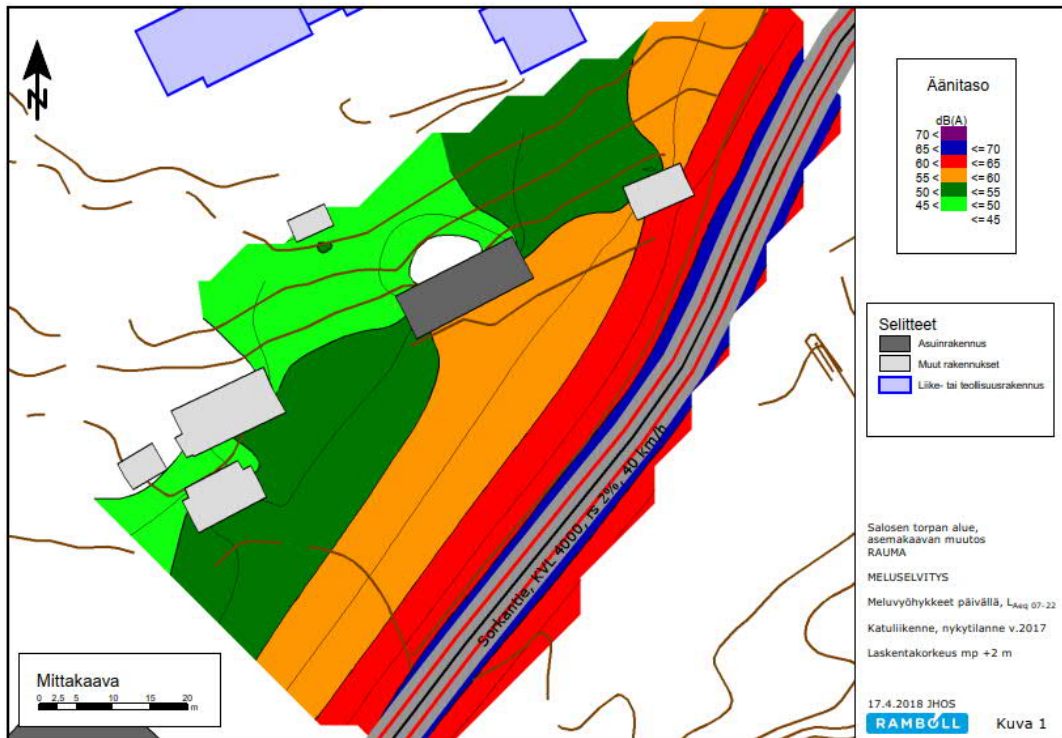 N
Äänitaso
dB(A)
70 <
65 < <= 70
60 < <= 65
55 < <= 60
50 < <= 55
45 < <= 50
<= 45
Selitteet
Asuinrakennus
Muut rakennukset
Liike- tai teollisuusrakennus
Sorkantie, KVL 4000, rs 2%, 40 km/h
Salosen torpan alue,
asemakaavan muutos
RAUMA
MELUSELVITYS
Meluvyöhykkeet päivällä, LAeq 07-22
Katuliikenne, nykytilanne v.2017
Laskentakorkeus mp +2 m
Mittakaava
0 2,5 5 10 15 20
m
17.4.2018 JHOS
RAMBOLL Kuva 1